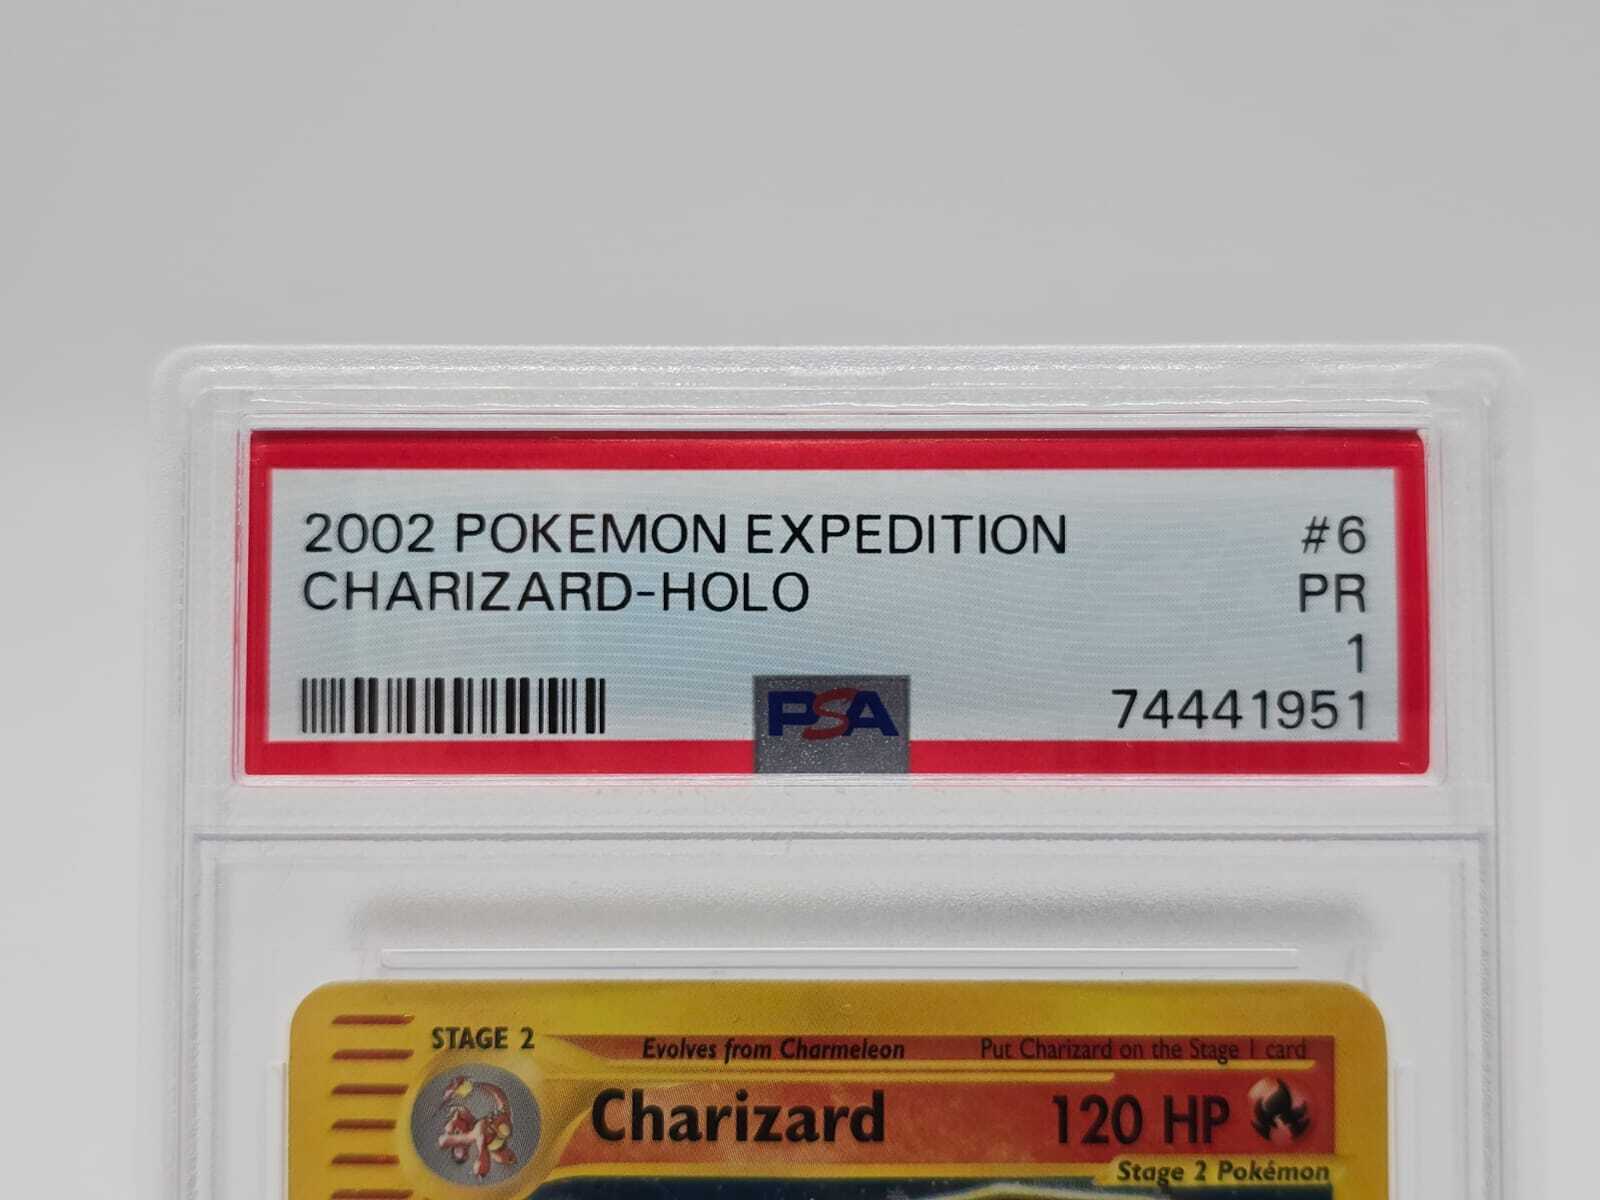 2002 POKEMON EXPEDITION #6
CHARIZARD-HOLO PR
1
PSA 74441951
STAGE 2
Evolves from Charmeleon Put Charizard on the Stage 1 card
Charizard 120 HP
Stage 2 Pokémon